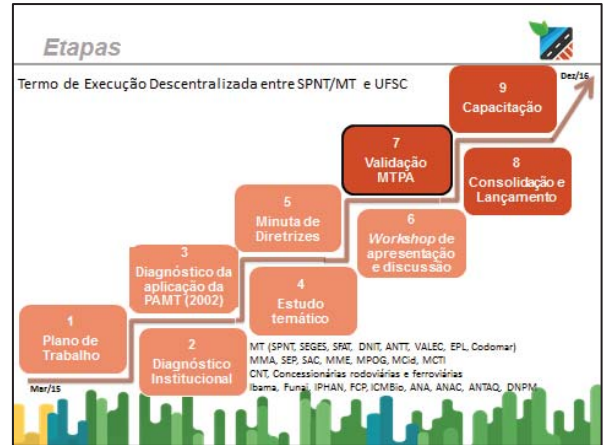 Etapas
Termo de Execução Descentralizada entre SPNT/MT e UFSC
Dez/16
9
Capacitação
7
Validação
MTPA
8
Consolidação e
Lançamento
5
Minuta de
Diretrizes
6
Workshop de
apresentação
e discussão
3
Diagnóstico da
aplicação da
PAMT (2002)
4
Estudo
temático
1
Plano de
Trabalho
2
Diagnóstico
Institucional
Mar/15
MT (SPNT, SEGES, SFAT, DNIT, ANTT, VALEC, EPL, Codomar)
MMA, SEP, SAC, MME, MPOG, MCid, MCTI
CNT, Concessionárias rodoviárias e ferroviárias
Ibama, Funai, IPHAN, FCP, ICMBio, ANA, ANAC, ANTAQ, DNPM